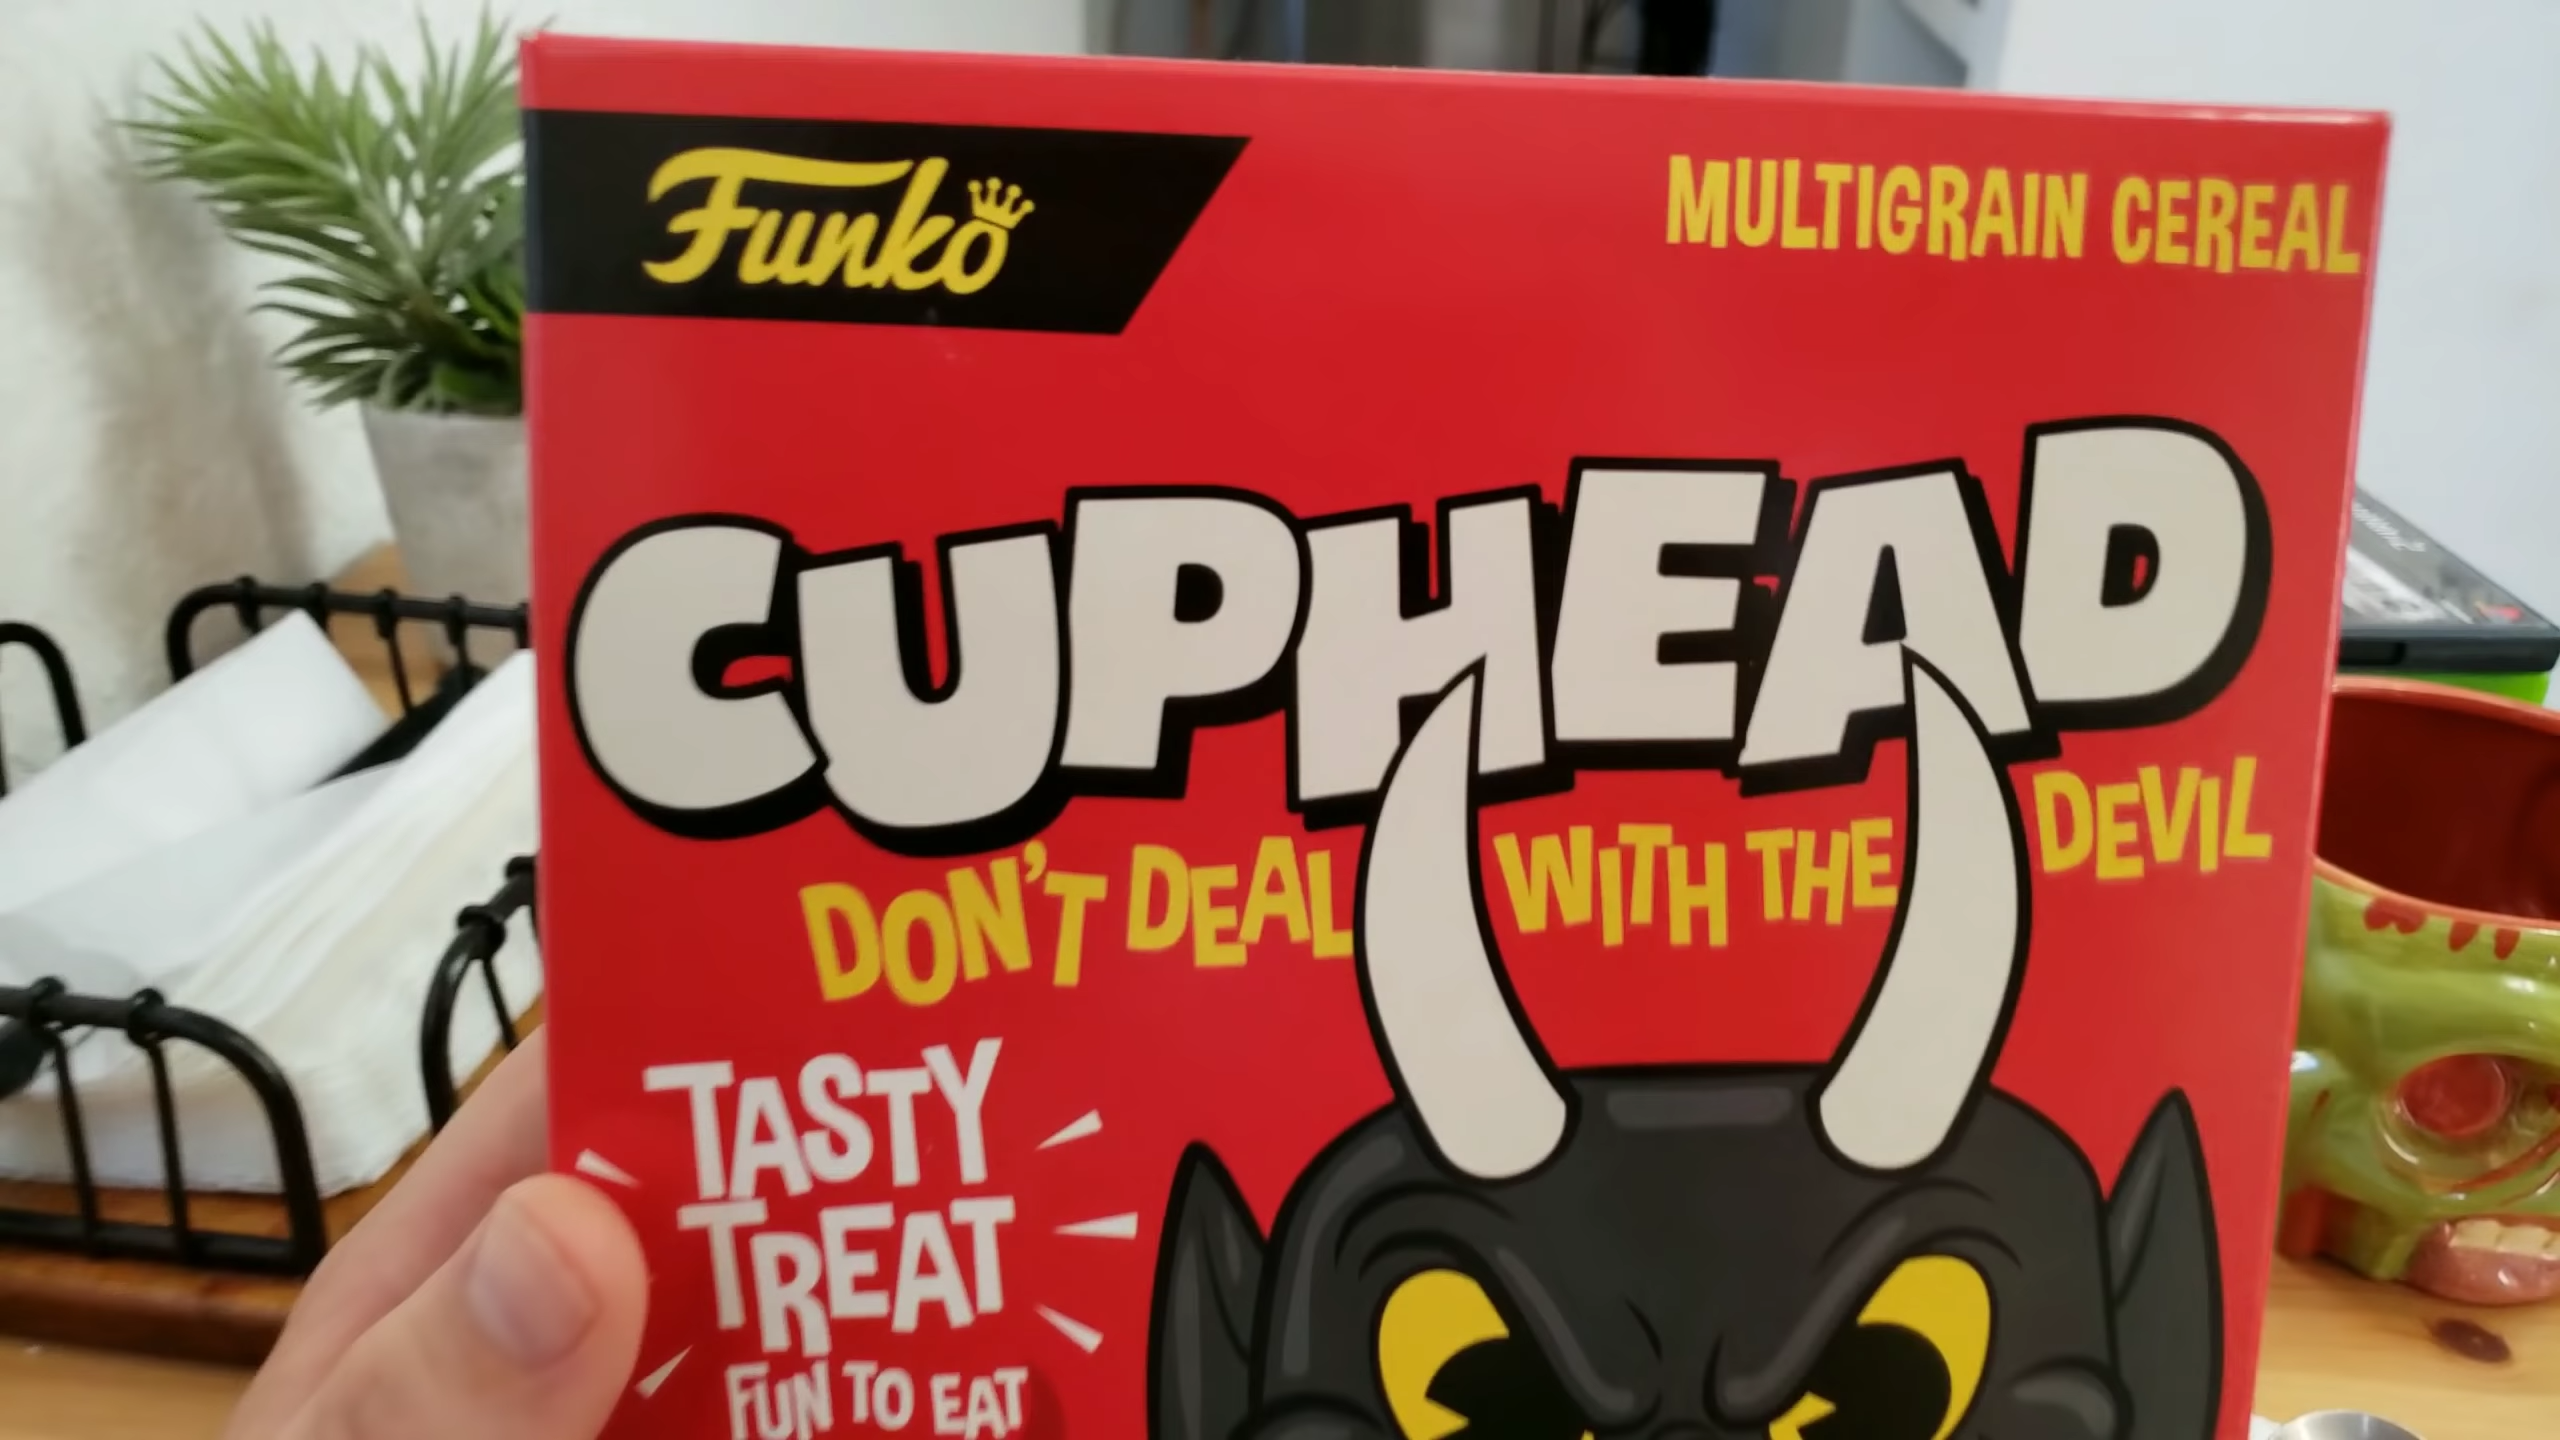 Funko
MULTIGRAIN CEREAL
CUPHEAD
DON'T DEAL WITH THE DEVIL
TASTY
TREAT
FUN TO EAT